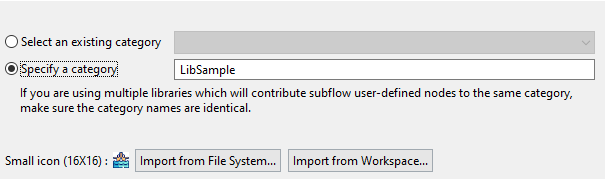 Select an existing category
Specify a category LibSample
If you are using multiple libraries which will contribute subflow user-defined nodes to the same category,
make sure the category names are identical.
Small icon (16X16) : Import from File System... Import from Workspace...